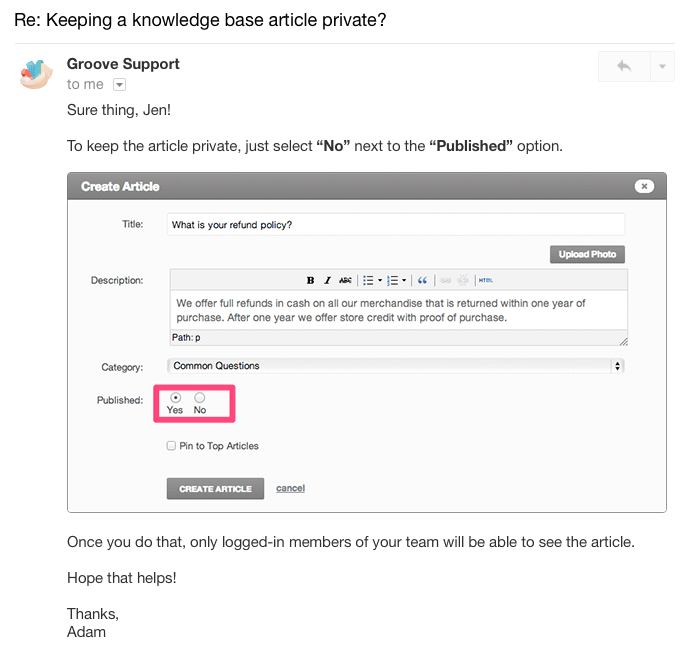 Re: Keeping a knowledge base article private?
Groove Support
to me
Sure thing, Jen!
To keep the article private, just select “No” next to the “Published” option.
Create Article
Title: What is your refund policy?
Upload Photo
Description: B I ABC “ HTML
We offer full refunds in cash on all our merchandise that is returned within one year of
purchase. After one year we offer store credit with proof of purchase.
Path: p
Category: Common Questions
Published:
Yes No
Pin to Top Articles
CREATE ARTICLE cancel
Once you do that, only logged-in members of your team will be able to see the article.
Hope that helps!
Thanks,
Adam